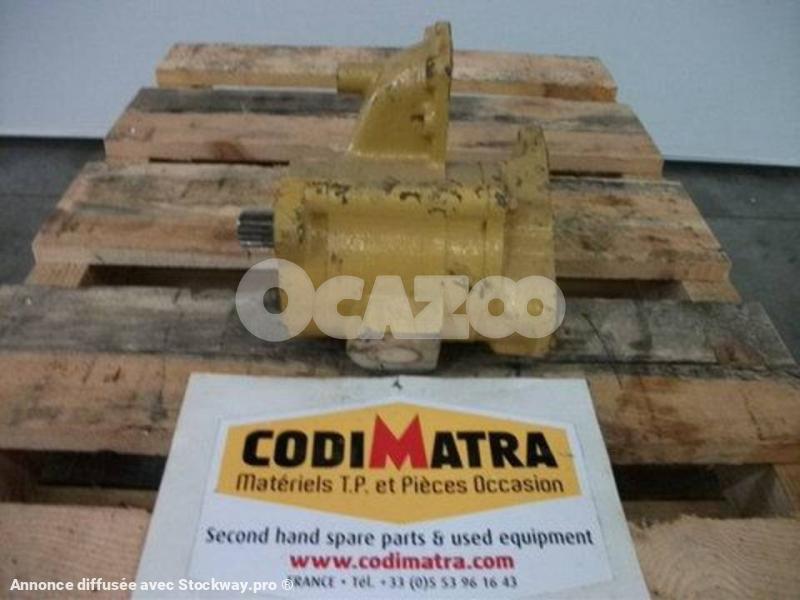 OCAZOO
CODIMATRA
Matériels T.P. et Pièces Occasion
Second hand spare parts & used equipment
www.codimatra.com
FRANCE • Tél. +33 (0)5 53 96 16 43
Annonce diffusée avec Stockway.pro ®